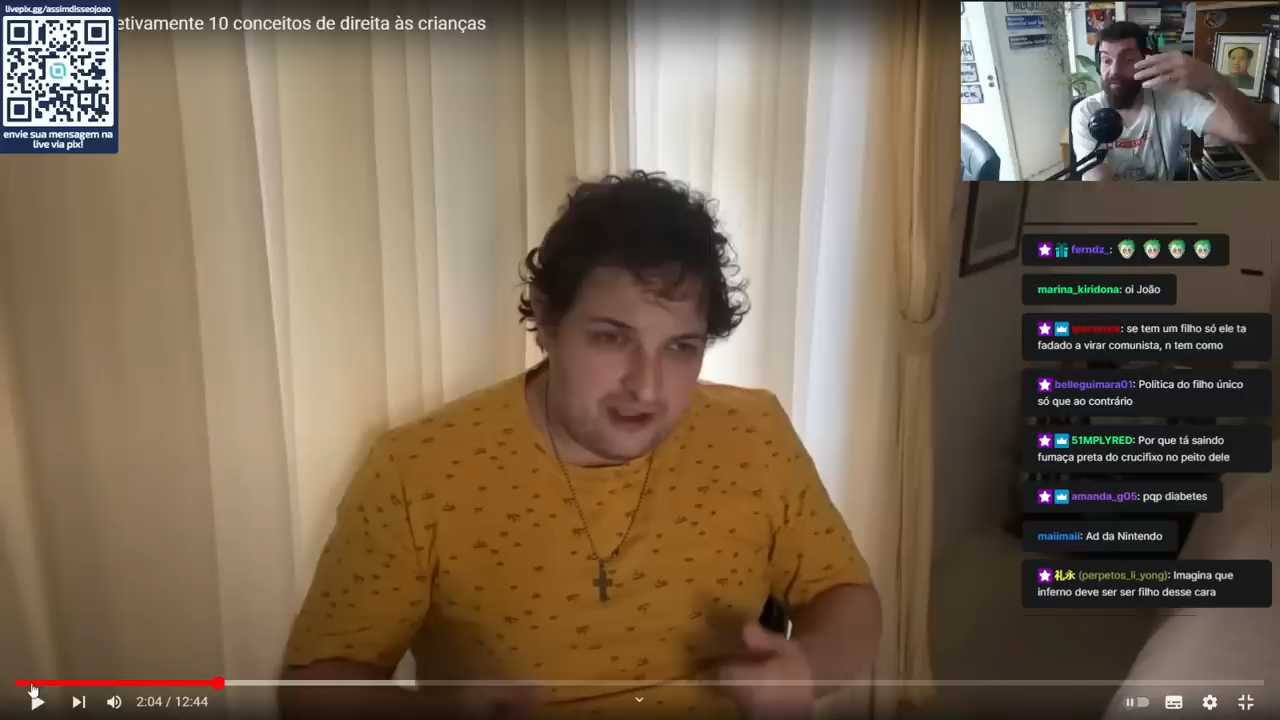 livepix.gg/assimdisseojoao
etivamente 10 conceitos de direita às crianças
envie sua mensagem na
live via pix!
ferndz_:
marina_kiridona: oi João
: se tem um filho só ele ta
fadado a virar comunista, n tem como
belleguimara01: Política do filho único
só que ao contrário
51MPLYRED: Por que tá saindo
fumaça preta do crucifixo no peito dele
amanda_g05: pqp diabetes
maiimaii: Ad da Nintendo
礼永 (perpetos_li_yong): Imagina que
inferno deve ser ser filho desse cara
2:04 / 12:44